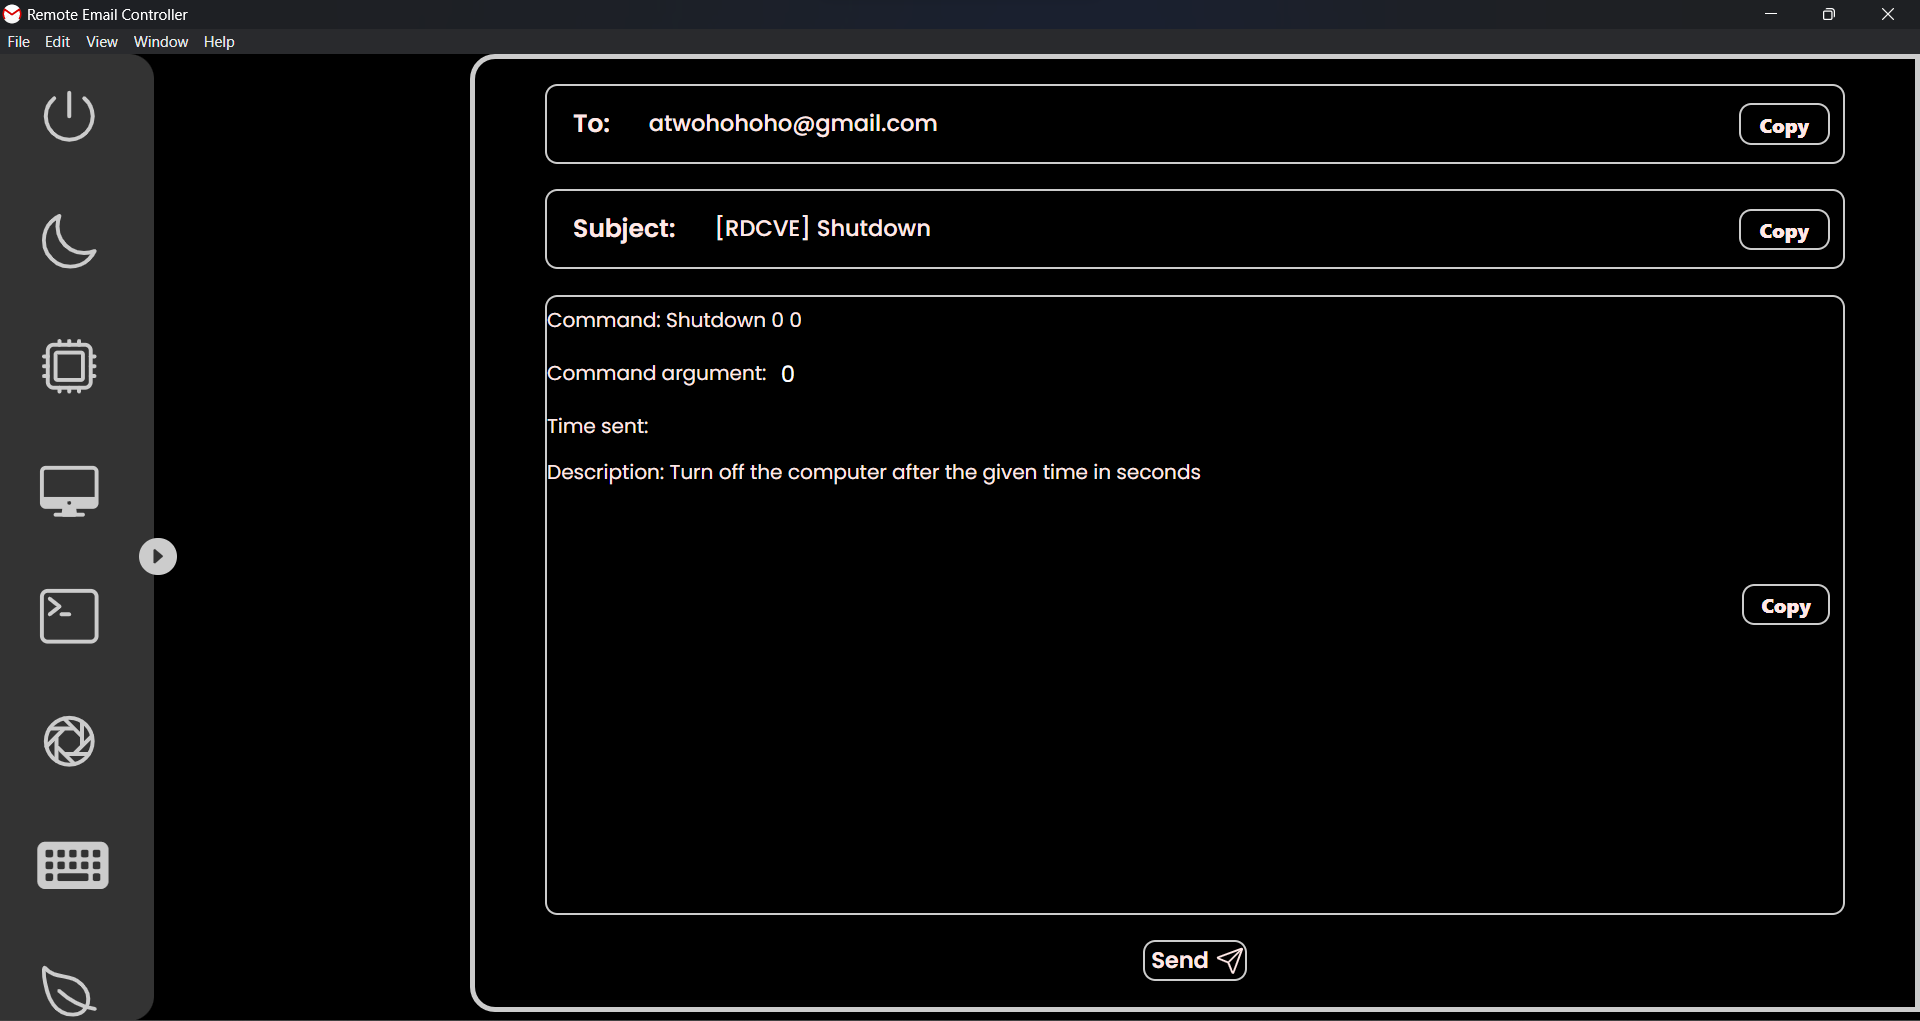 Remote Email Controller
File Edit View Window Help
To: atwohohoho@gmail.com Copy
Subject: [RDCVE] Shutdown Copy
Command: Shutdown 0 0
Command argument: 0
Time sent:
Description: Turn off the computer after the given time in seconds
Copy
Send